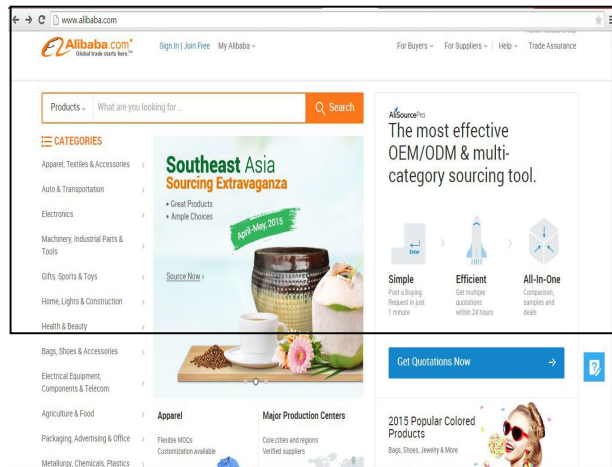 www.alibaba.com
Alibaba.com
Global trade starts here.™
Sign In | Join Free My Alibaba
For Buyers For Suppliers | Help Trade Assurance
Products What are you looking for... Search
CATEGORIES
Apparel, Textiles & Accessories
Auto & Transportation
Electronics
Machinery, Industrial Parts &
Tools
Gifts, Sports & Toys
Home, Lights & Construction
Health & Beauty
Bags, Shoes & Accessories
Electrical Equipment,
Components & Telecom
Agriculture & Food
Packaging, Advertising & Office
Metallurgy, Chemicals, Plastics
Southeast Asia
Sourcing Extravaganza
• Great Products
• Ample Choices
April-May, 2015
Source Now ›
Apparel
Flexible MOQs
Customization available
Major Production Centers
Core cities and regions
Verified suppliers
AliSourcePro
The most effective
OEM/ODM & multi-
category sourcing tool.
Enter
Simple
Post a Buying
Request in just
1 minute
Efficient
Get multiple
quotations
within 24 hours
All-In-One
Comparison,
samples and
deals
Get Quotations Now →
2015 Popular Colored
Products
Bags, Shoes, Jewelry & More